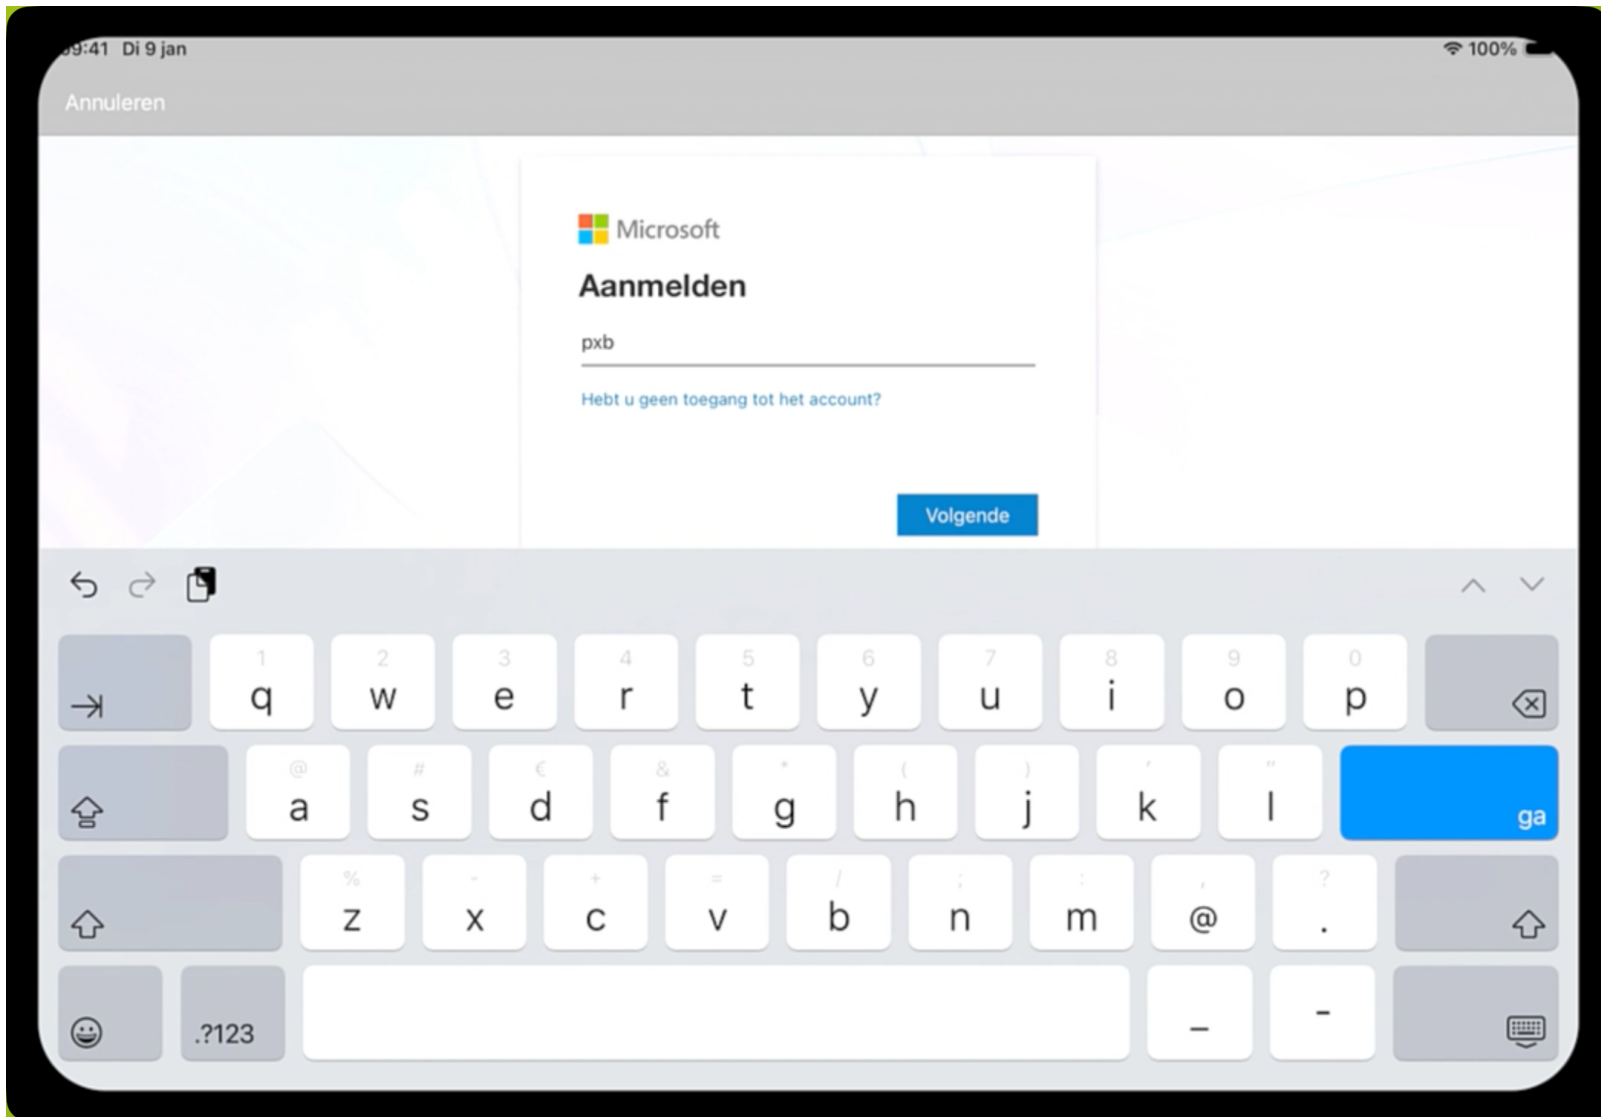 09:41 Di 9 jan 100%
Annuleren
Microsoft
Aanmelden
pxb
Hebt u geen toegang tot het account?
Volgende
1 2 3 4 5 6 7 8 9 0
q w e r t y u i o p
@ # € & * ( ) ' "
a s d f g h j k l ga
% - + = / ; : , ?
z x c v b n m @ .
.?123 _ -